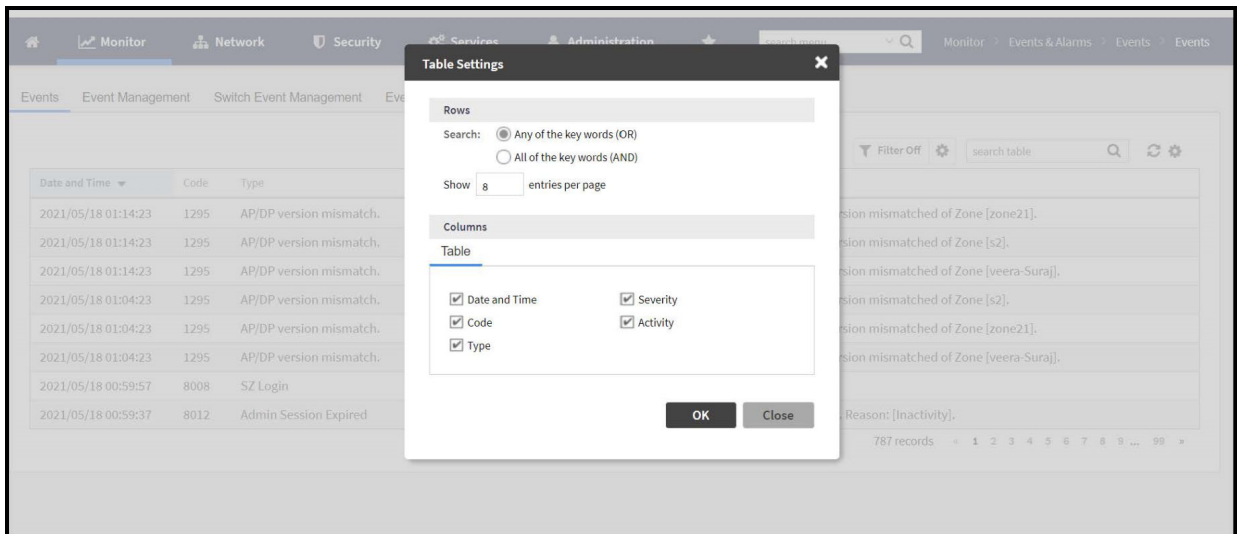 Monitor Network Security Services Administration search menu Monitor > Events & Alarms > Events > Events
Table Settings
Events Event Management Switch Event Management Eve
Rows
Search: Any of the key words (OR)
All of the key words (AND)
Filter Off search table
Show 8 entries per page
Date and Time Code Type
2021/05/18 01:14:23 1295 AP/DP version mismatch. rsion mismatched of Zone [zone21].
Columns
2021/05/18 01:14:23 1295 AP/DP version mismatch. rsion mismatched of Zone [s2].
Table
2021/05/18 01:14:23 1295 AP/DP version mismatch. rsion mismatched of Zone [veera-Suraj].
2021/05/18 01:04:23 1295 AP/DP version mismatch. rsion mismatched of Zone [s2].
Date and Time Severity
2021/05/18 01:04:23 1295 AP/DP version mismatch. rsion mismatched of Zone [zone21].
Code Activity
Type
2021/05/18 01:04:23 1295 AP/DP version mismatch. rsion mismatched of Zone [veera-Suraj].
2021/05/18 00:59:57 8008 SZ Login
2021/05/18 00:59:37 8012 Admin Session Expired . Reason: [Inactivity].
OK Close
787 records « 1 2 3 4 5 6 7 8 9 ... 99 »